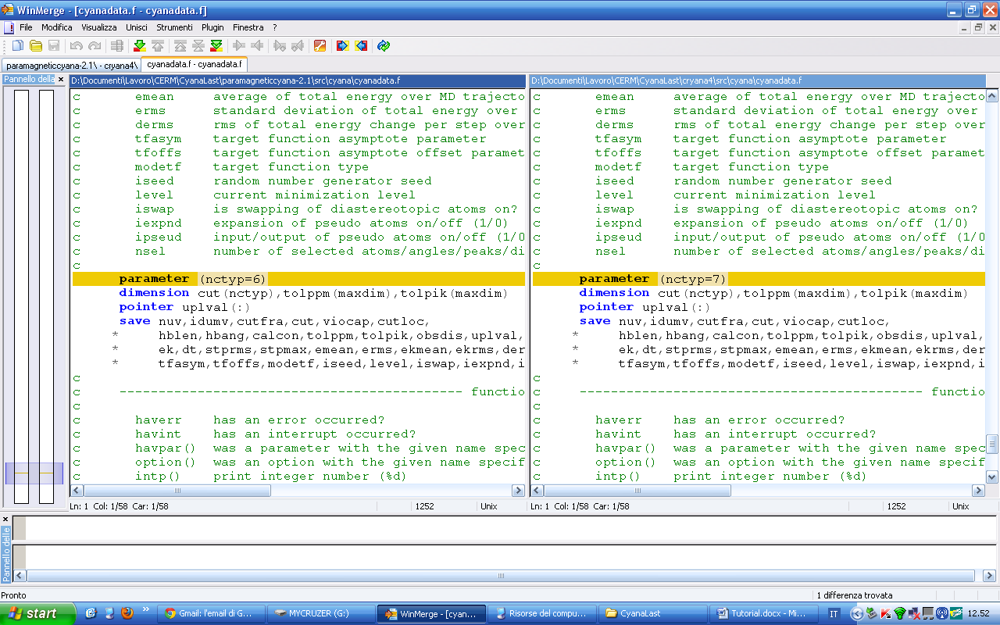 WinMerge - [cyanadata.f - cyanadata.f]
File Modifica Visualizza Unisci Strumenti Plugin Finestra ?
paramagneticcyana-2.1\ - cryana4\ cyanadata.f - cyanadata.f
Pannello della
D:\Documenti\Lavoro\CERM\CyanaLast\paramagneticcyana-2.1\src\cyana\cyanadata.f
c emean average of total energy over MD trajecto
c erms standard deviation of total energy over
c derms rms of total energy change per step over
c tfasym target function asymptote parameter
c tfoffs target function asymptote offset paramet
c modetf target function type
c iseed random number generator seed
c level current minimization level
c iswap is swapping of diastereotopic atoms on?
c iexpnd expansion of pseudo atoms on/off (1/0)
c ipseud input/output of pseudo atoms on/off (1/0
c nsel number of selected atoms/angles/peaks/di
c
parameter (nctyp=6)
dimension cut(nctyp),tolppm(maxdim),tolpik(maxdim)
pointer uplval(:)
save nuv,idumv,cutfra,cut,viocap,cutloc,
* hblen,hbang,calcon,tolppm,tolpik,obsdis,uplval,
* ek,dt,stprms,stpmax,emean,erms,ekmean,ekrms,der
* tfasym,tfoffs,modetf,iseed,level,iswap,iexpnd,i
c
c -------------------------------------------- functio
c
c haverr has an error occurred?
c havint has an interrupt occurred?
c havpar() was a parameter with the given name spec
c option() was an option with the given name specif
c intp() print integer number (%d)
Ln: 1 Col: 1/58 Car: 1/58 1252 Unix
D:\Documenti\Lavoro\CERM\CyanaLast\cryana4\src\cyana\cyanadata.f
c emean average of total energy over MD trajecto
c erms standard deviation of total energy over
c derms rms of total energy change per step over
c tfasym target function asymptote parameter
c tfoffs target function asymptote offset paramet
c modetf target function type
c iseed random number generator seed
c level current minimization level
c iswap is swapping of diastereotopic atoms on?
c iexpnd expansion of pseudo atoms on/off (1/0)
c ipseud input/output of pseudo atoms on/off (1/0
c nsel number of selected atoms/angles/peaks/di
c
parameter (nctyp=7)
dimension cut(nctyp),tolppm(maxdim),tolpik(maxdim)
pointer uplval(:)
save nuv,idumv,cutfra,cut,viocap,cutloc,
* hblen,hbang,calcon,tolppm,tolpik,obsdis,uplval,
* ek,dt,stprms,stpmax,emean,erms,ekmean,ekrms,der
* tfasym,tfoffs,modetf,iseed,level,iswap,iexpnd,i
c
c -------------------------------------------- functio
c
c haverr has an error occurred?
c havint has an interrupt occurred?
c havpar() was a parameter with the given name spec
c option() was an option with the given name specif
c intp() print integer number (%d)
Ln: 1 Col: 1/58 Car: 1/58 1252 Unix
Pannello delle
Pronto
1 differenza trovata
start
Gmail: l'email di G...
MYCRUZER (G:)
WinMerge - [cyan...
Risorse del compu...
CyanaLast
Tutorial.docx - Mi...
IT
12.52